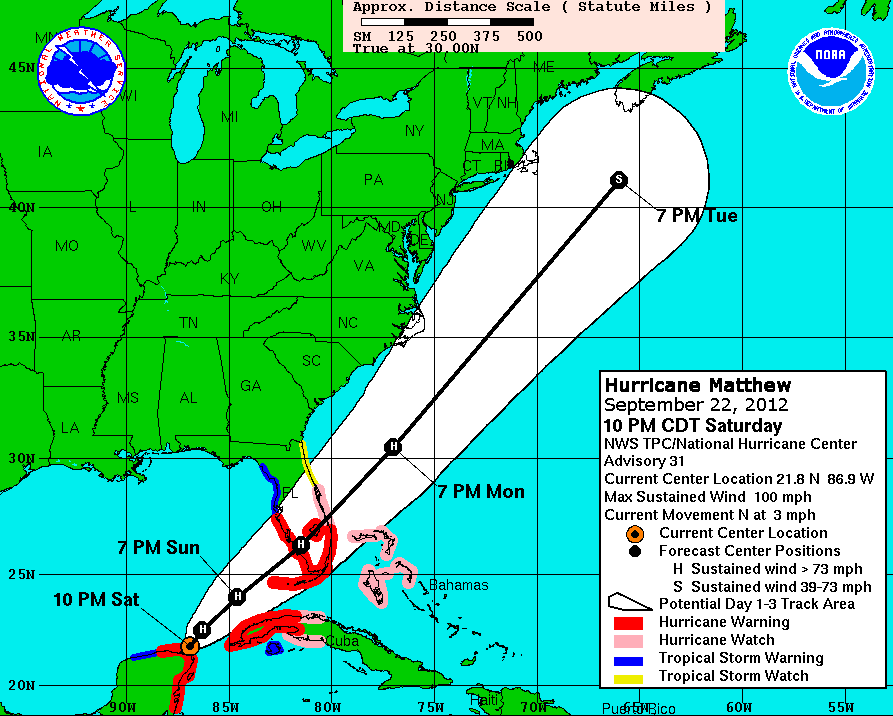 Approx. Distance Scale ( Statute Miles )
SM 125 250 375 500
True at 30.00N
NATIONAL WEATHER SERVICE
NOAA
MN
45N
ME
WI
VT
NH
MI
NY
MA
IA
CT RI
PA
NJ
40N
IL
IN
OH
7 PM Tue
MD
DE
MO
WV
VA
KY
35N
AR
TN
NC
SC
MS
AL
GA
LA
30N
FL
7 PM Mon
7 PM Sun
25N
Bahamas
10 PM Sat
Cuba
20N
Haiti
Puerto Rico
90W
85W
80W
75W
70W
65W
60W
55W
Hurricane Matthew
September 22, 2012
10 PM CDT Saturday
NWS TPC/National Hurricane Center
Advisory 31
Current Center Location 21.8 N 86.9 W
Max Sustained Wind 100 mph
Current Movement N at 3 mph
Current Center Location
Forecast Center Positions
H Sustained wind > 73 mph
S Sustained wind 39-73 mph
Potential Day 1-3 Track Area
Hurricane Warning
Hurricane Watch
Tropical Storm Warning
Tropical Storm Watch
S
H
H
H
H